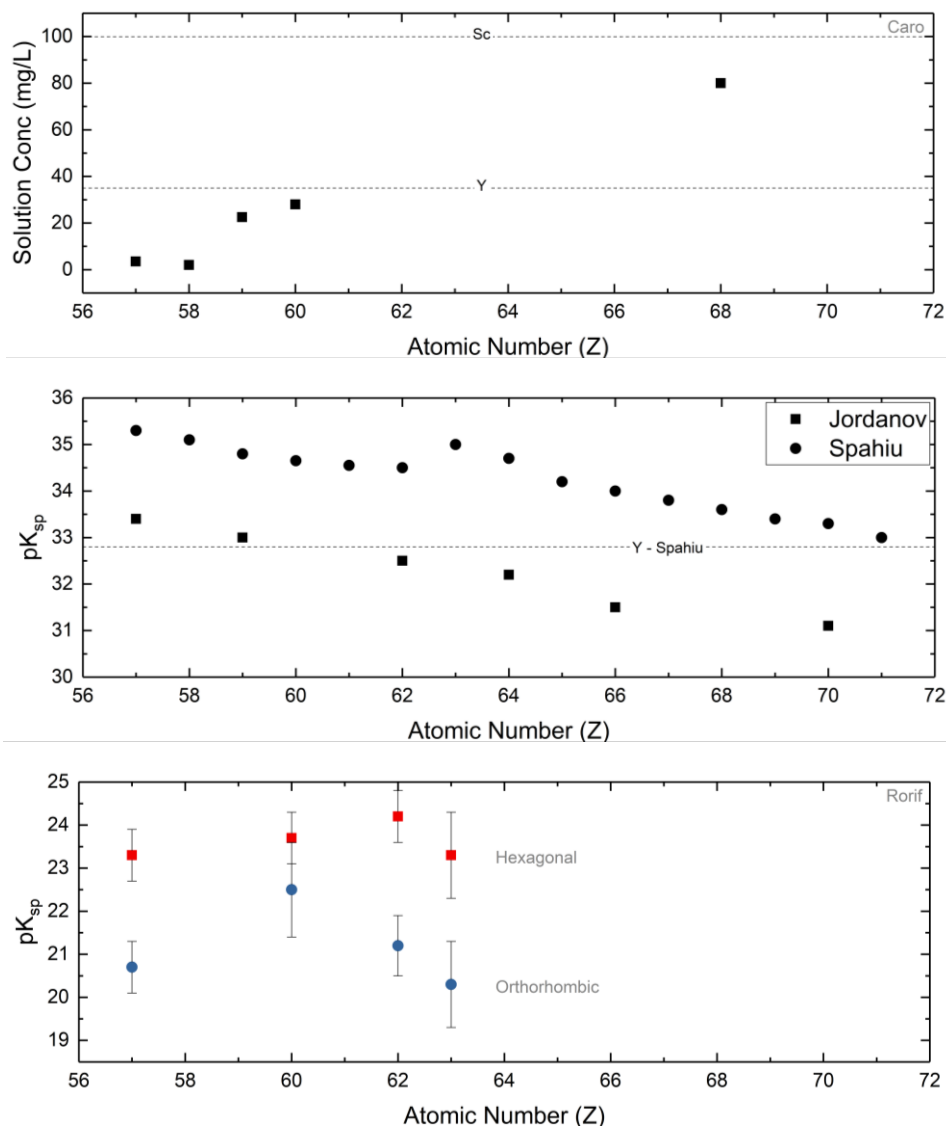 Caro
Solution Conc (mg/L)
100
80
60
40
20
0
Sc
Y
56 58 60 62 64 66 68 70 72
Atomic Number (Z)
pKsp
36
35
34
33
32
31
30
Jordanov
Spahiu
Y - Spahiu
56 58 60 62 64 66 68 70 72
Atomic Number (Z)
Rorif
pKsp
25
24
23
22
21
20
19
Hexagonal
Orthorhombic
56 58 60 62 64 66 68 70 72
Atomic Number (Z)